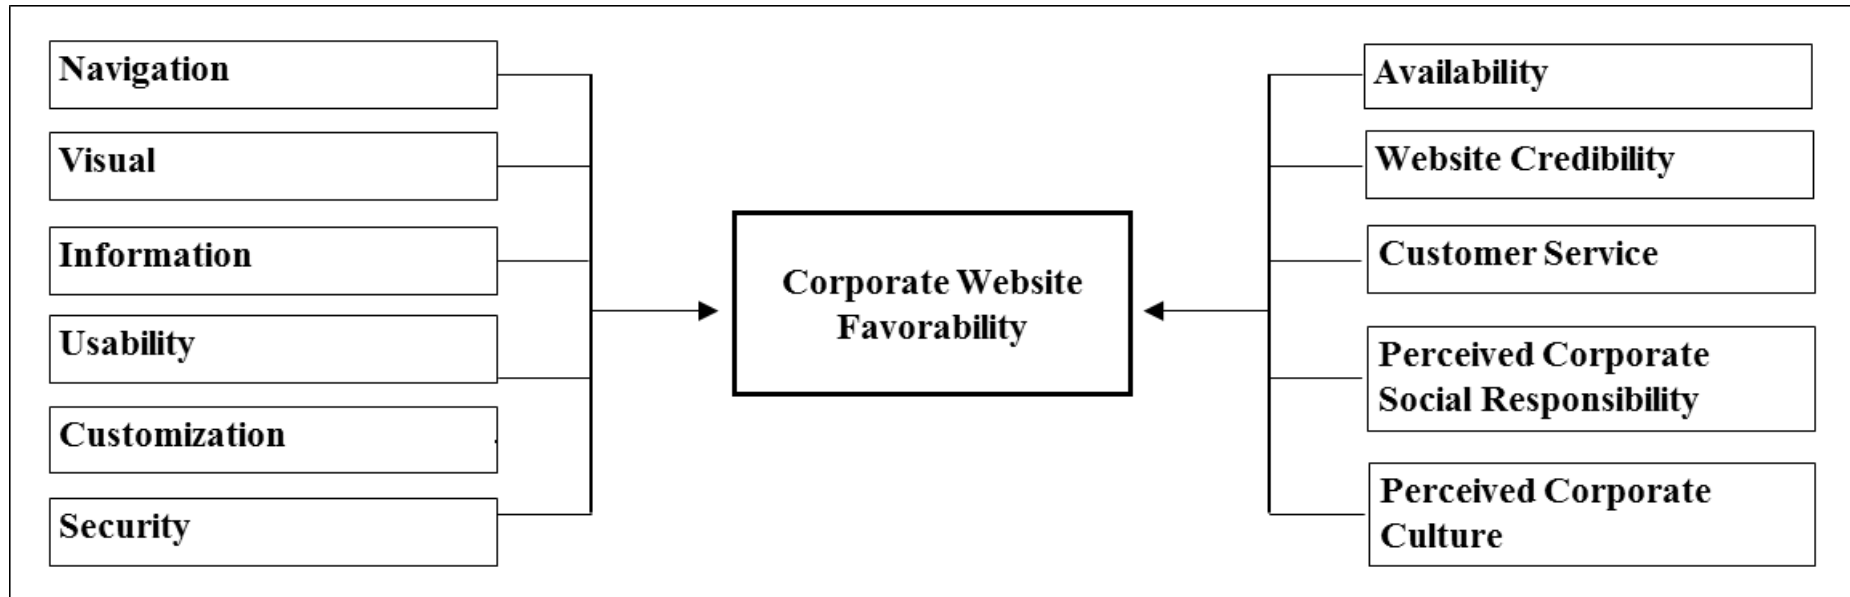 Navigation
Visual
Information
Usability
Customization
Security
Corporate Website
Favorability
Availability
Website Credibility
Customer Service
Perceived Corporate
Social Responsibility
Perceived Corporate
Culture